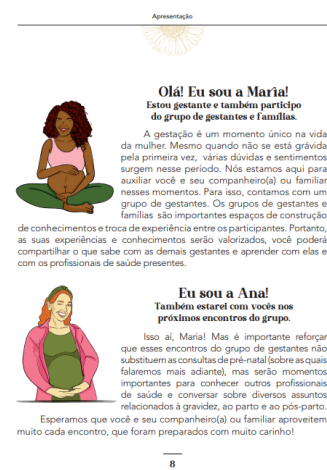 Apresentação
Olá! Eu sou a Maria!
Estou gestante e também participo
do grupo de gestantes e famílias.
A gestação é um momento único na vida
da mulher. Mesmo quando não se está grávida
pela primeira vez, várias dúvidas e sentimentos
surgem nesse período. Nós estamos aqui para
auxiliar você e seu companheiro(a) ou familiar
nesses momentos. Para isso, contamos com um
grupo de gestantes. Os grupos de gestantes e
famílias são importantes espaços de construção
de conhecimentos e troca de experiência entre os participantes. Portanto,
as suas experiências e conhecimentos serão valorizados, você poderá
compartilhar o que sabe com as demais gestantes e aprender com elas e
com os profissionais de saúde presentes.
Eu sou a Ana!
Também estarei com vocês nos
próximos encontros do grupo.
Isso aí, Maria! Mas é importante reforçar
que esses encontros do grupo de gestantes não
substituem as consultas de pré-natal (sobre as quais
falaremos mais adiante), mas serão momentos
importantes para conhecer outros profissionais
de saúde e conversar sobre diversos assuntos
relacionados à gravidez, ao parto e ao pós-parto.
Esperamos que você e seu companheiro(a) ou familiar aproveitem
muito cada encontro, que foram preparados com muito carinho!
8